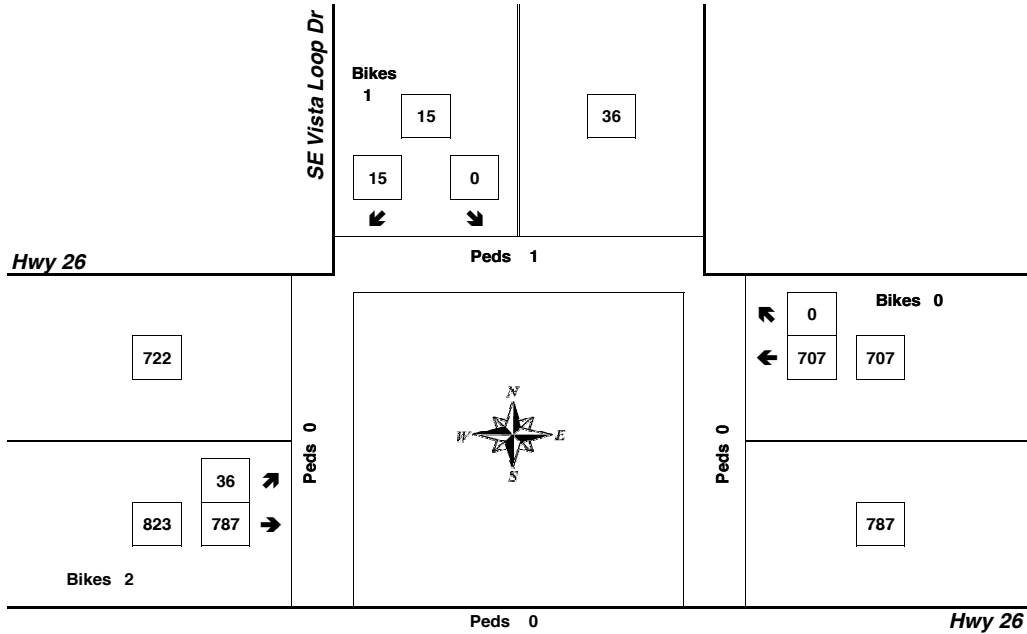 SE Vista Loop Dr
Bikes
1
15
36
15 0
Peds 1
Hwy 26
Bikes 0
0
722
707 707
N
W E
S
Peds 0
Peds 0
36
823 787
787
Bikes 2
Peds 0
Hwy 26